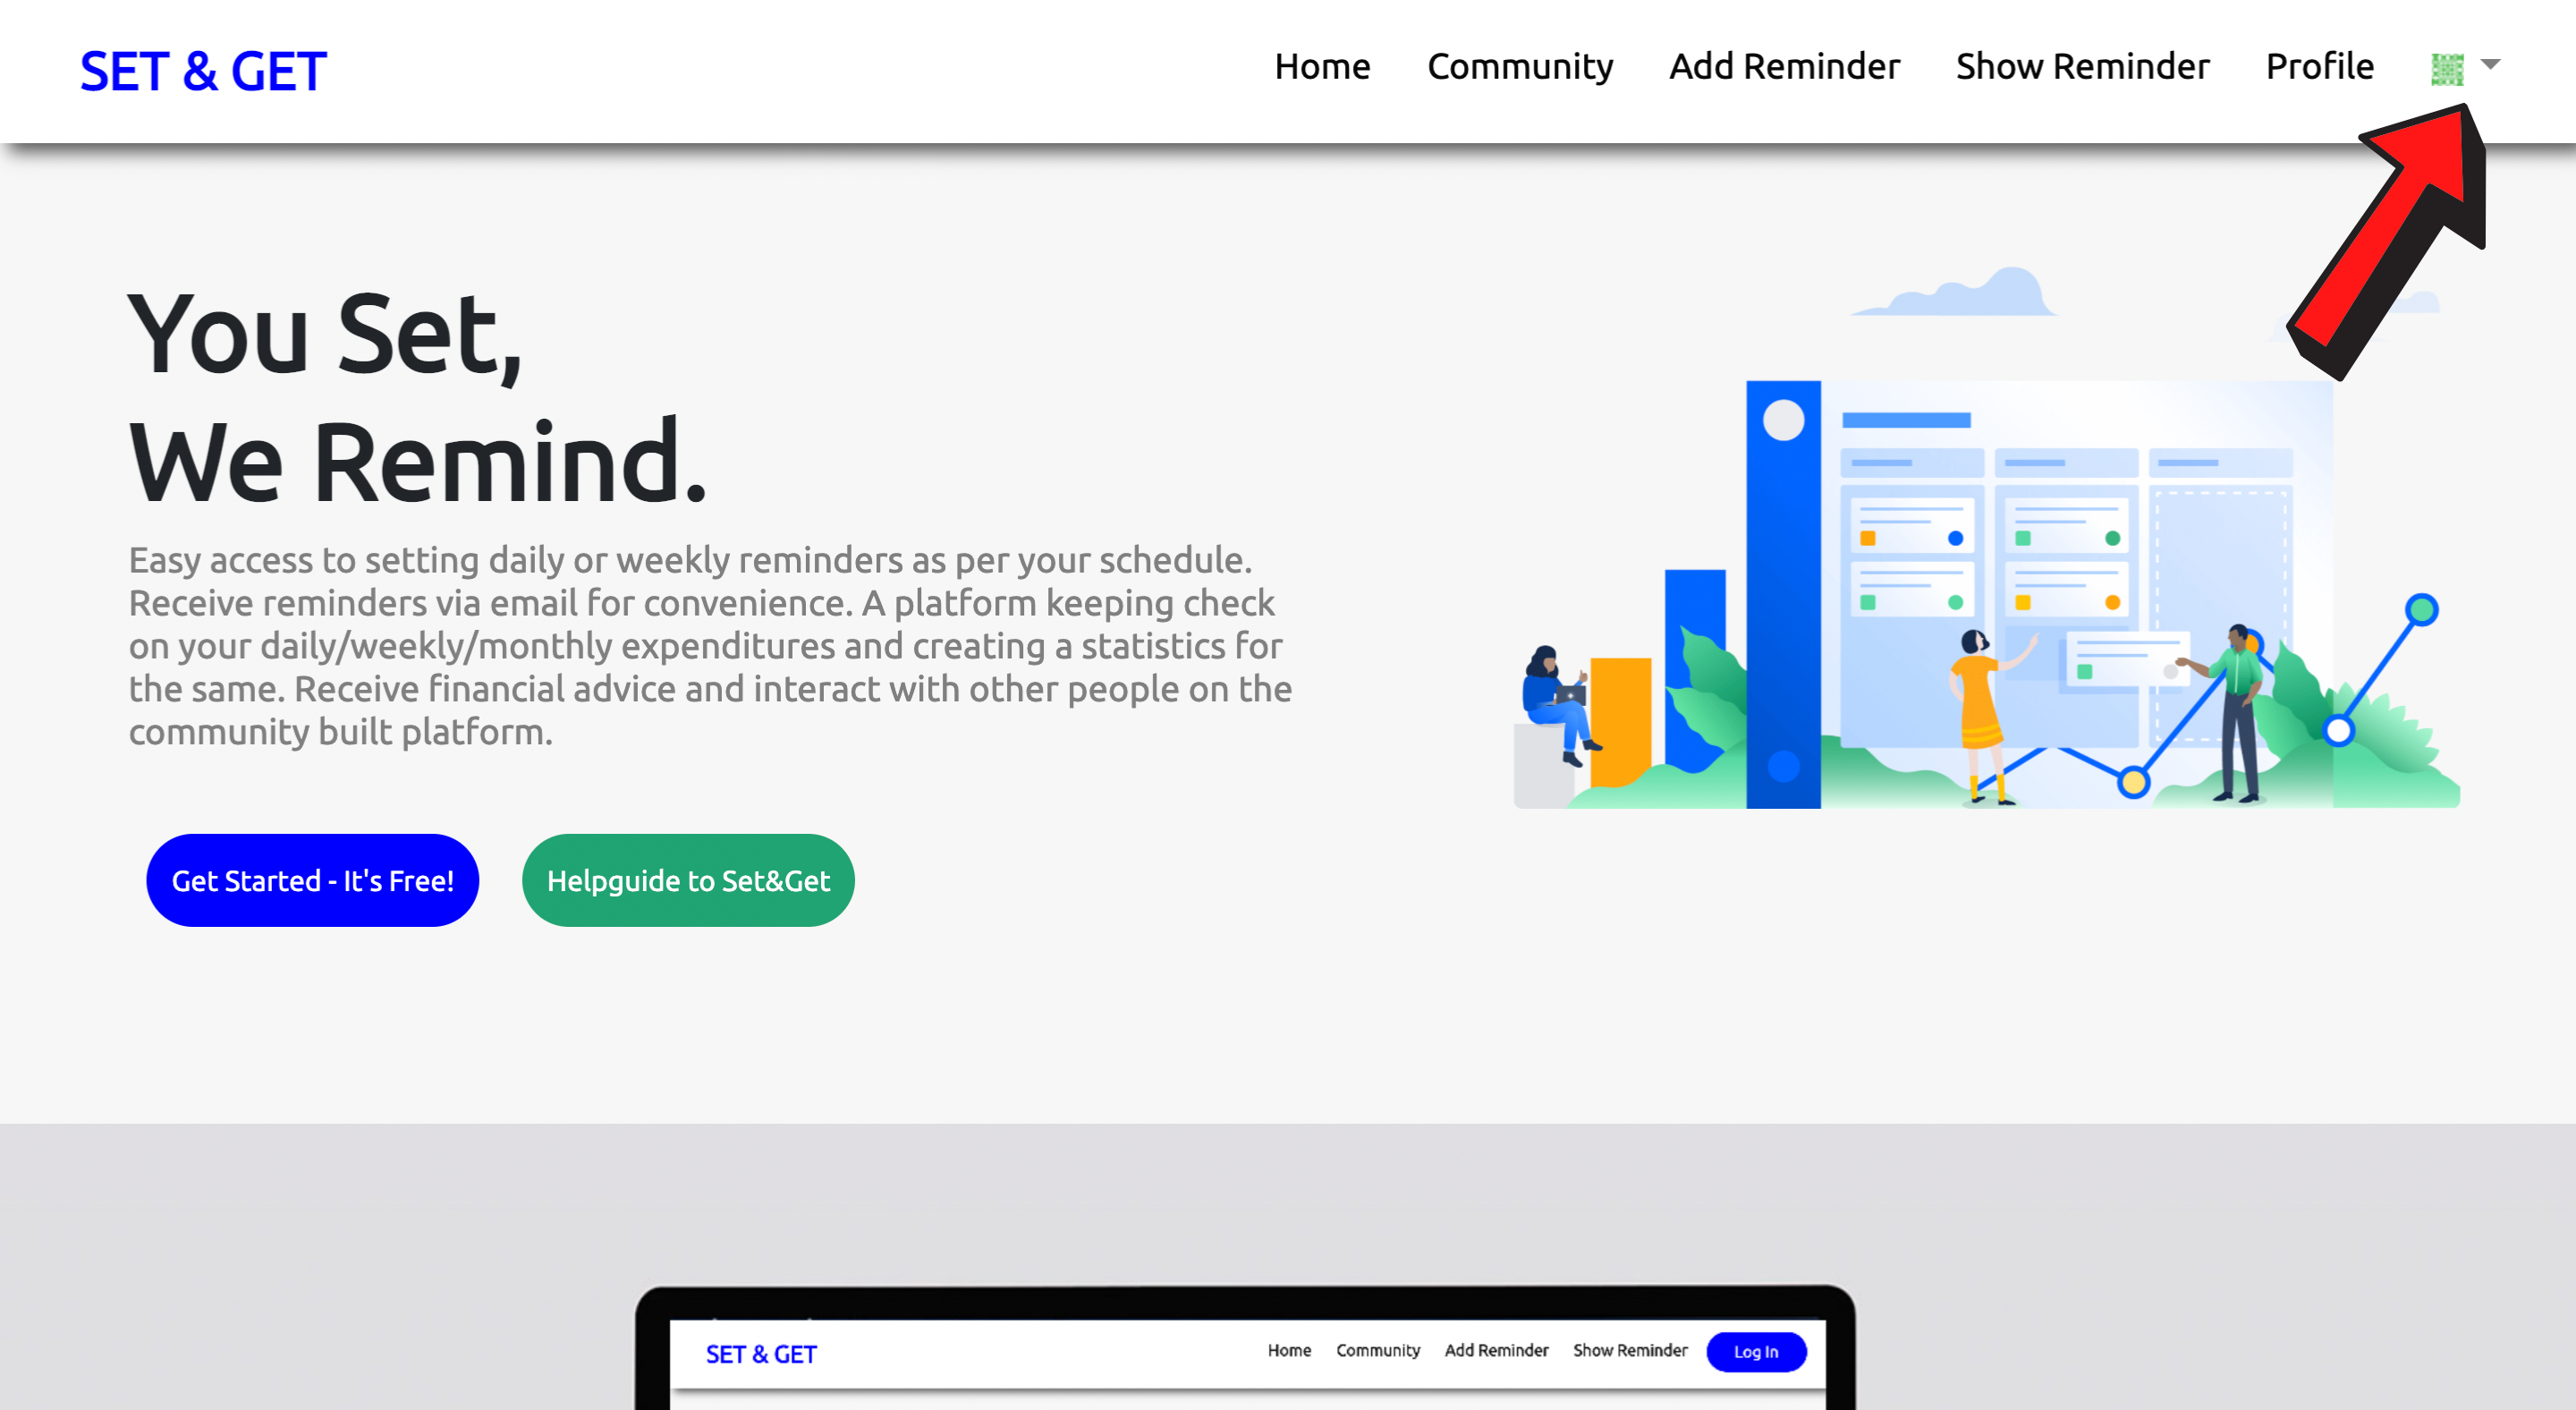 SET & GET
Home Community Add Reminder Show Reminder Profile
You Set,
We Remind.
Easy access to setting daily or weekly reminders as per your schedule.
Receive reminders via email for convenience. A platform keeping check
on your daily/weekly/monthly expenditures and creating a statistics for
the same. Receive financial advice and interact with other people on the
community built platform.
Get Started - It's Free!
Helpguide to Set&Get
SET & GET
Home Community Add Reminder Show Reminder Log In